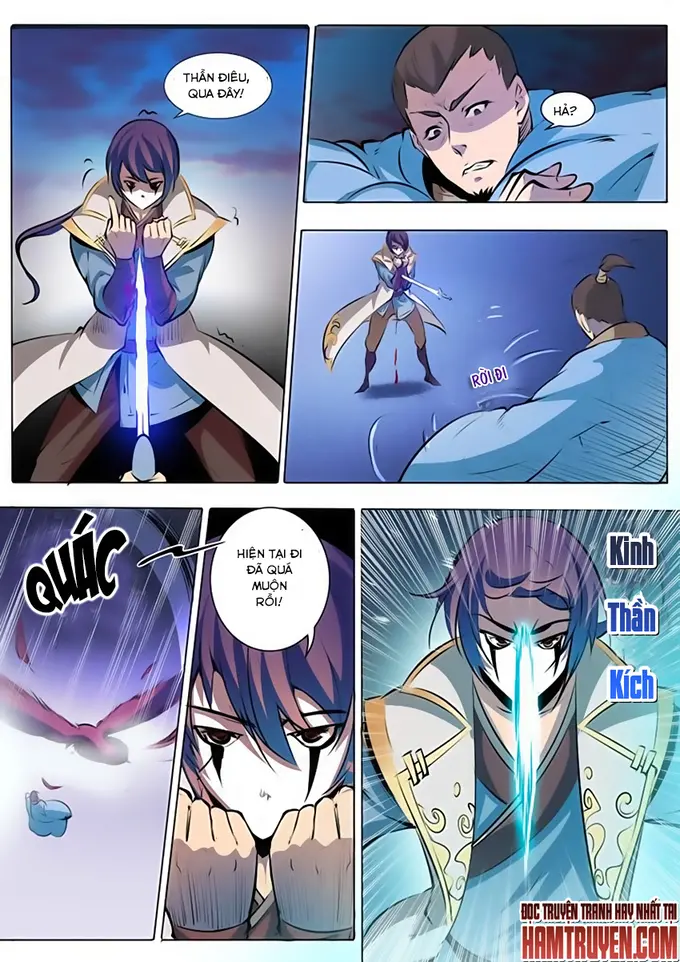 THẦN ĐIÊU,
QUA ĐÂY!
HẢ?
RỜI ĐI
QUÁC
HIỆN TẠI ĐI
ĐÃ QUÁ
MUỘN
RỒI!
Kinh
Thần
Kích
ĐỌC TRUYỆN TRANH HAY NHẤT TẠI
HAMTRUYEN.COM